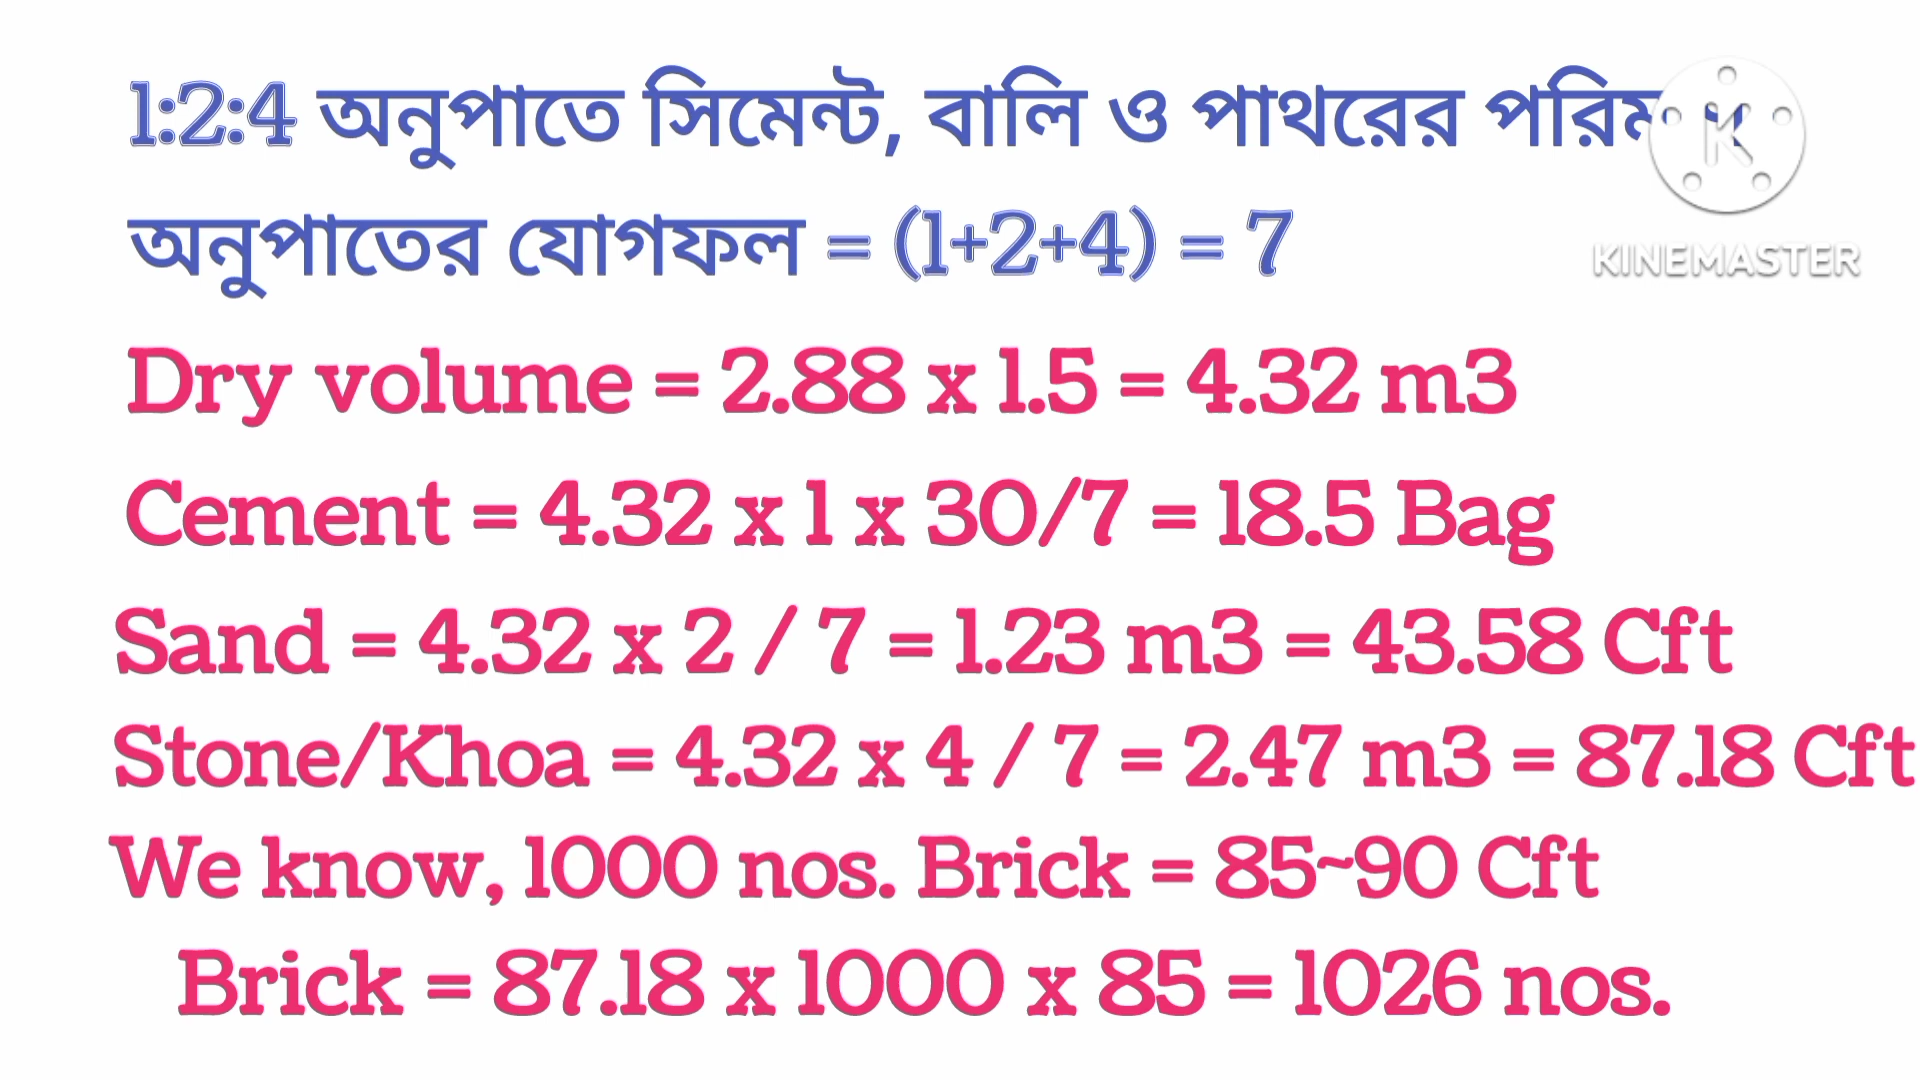 1:2:4 অনুপাতে সিমেন্ট, বালি ও পাথরের
অনুপাতের যোগফল = (1+2+4) = 7
KINEMASTER
Dry volume = 2.88 x 1.5 = 4.32 m3
Cement = 4.32 x 1 x 30/7 = 18.5 Bag
Sand = 4.32 x 2 / 7 = 1.23 m3 = 43.58 Cft
Stone/Khoa = 4.32 x 4 / 7 = 2.47 m3 = 87.18 Cft
We know, 1000 nos. Brick = 85~90 Cft
Brick = 87.18 x 1000 x 85 = 1026 nos.